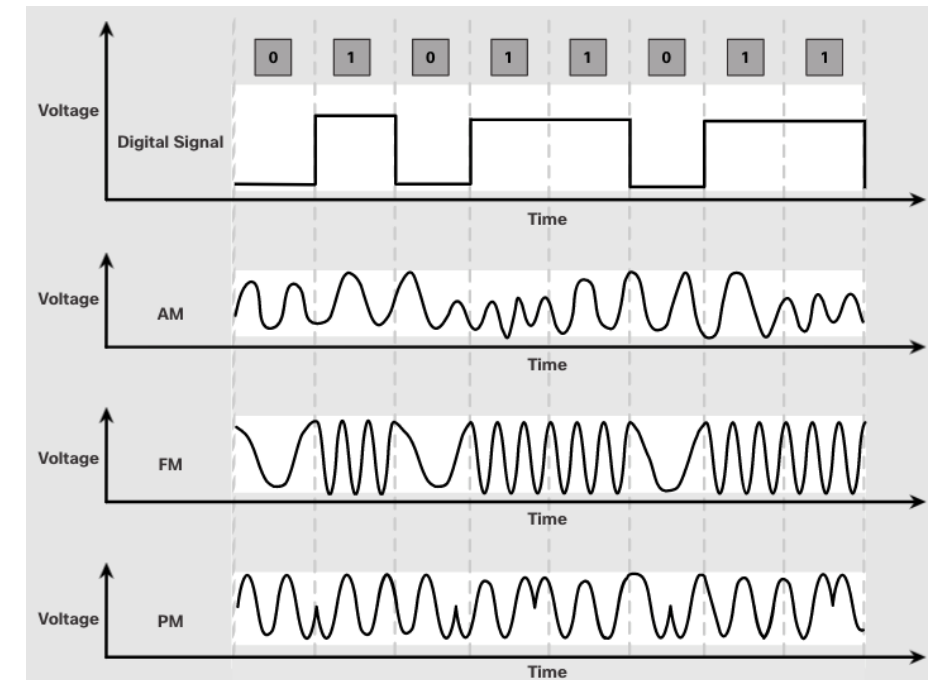 0 1 0 1 1 0 1 1
Voltage
Digital Signal
Time
Voltage
AM
Time
Voltage
FM
Time
Voltage
PM
Time